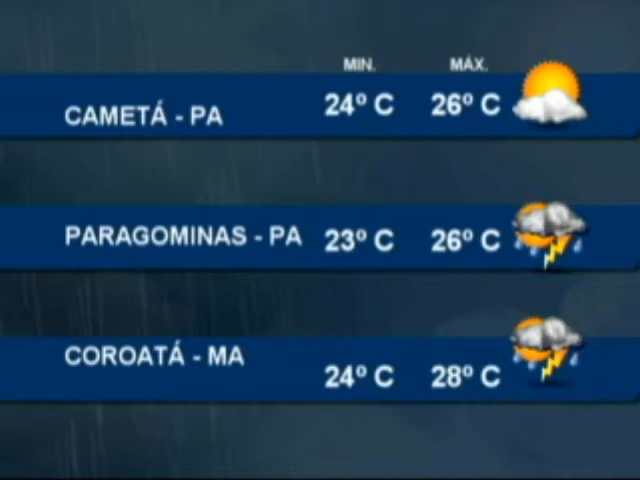 MIN. MÁX.
CAMETÁ - PA 24º C 26º C
PARAGOMINAS - PA 23º C 26º C
COROATÁ - MA 24º C 28º C